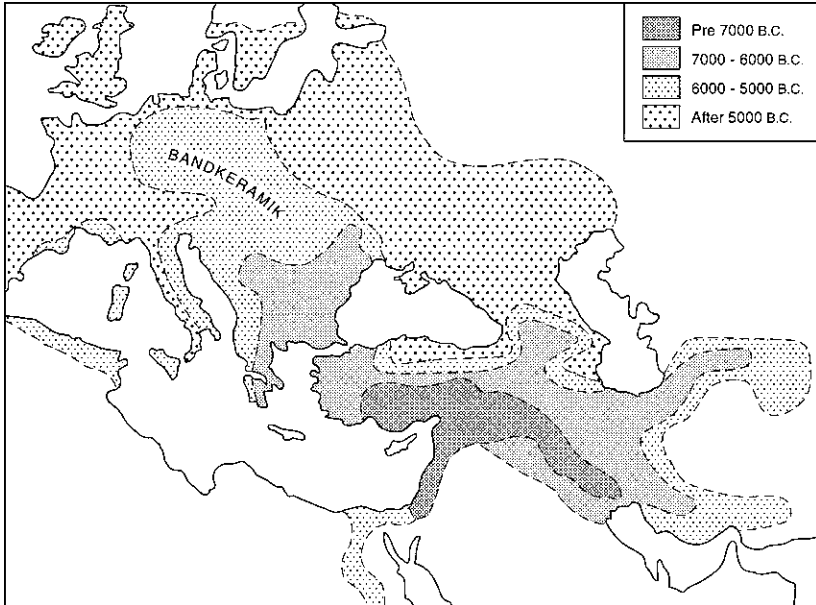 Pre 7000 B.C.
7000 - 6000 B.C.
6000 - 5000 B.C.
After 5000 B.C.
BANDKERAMIK